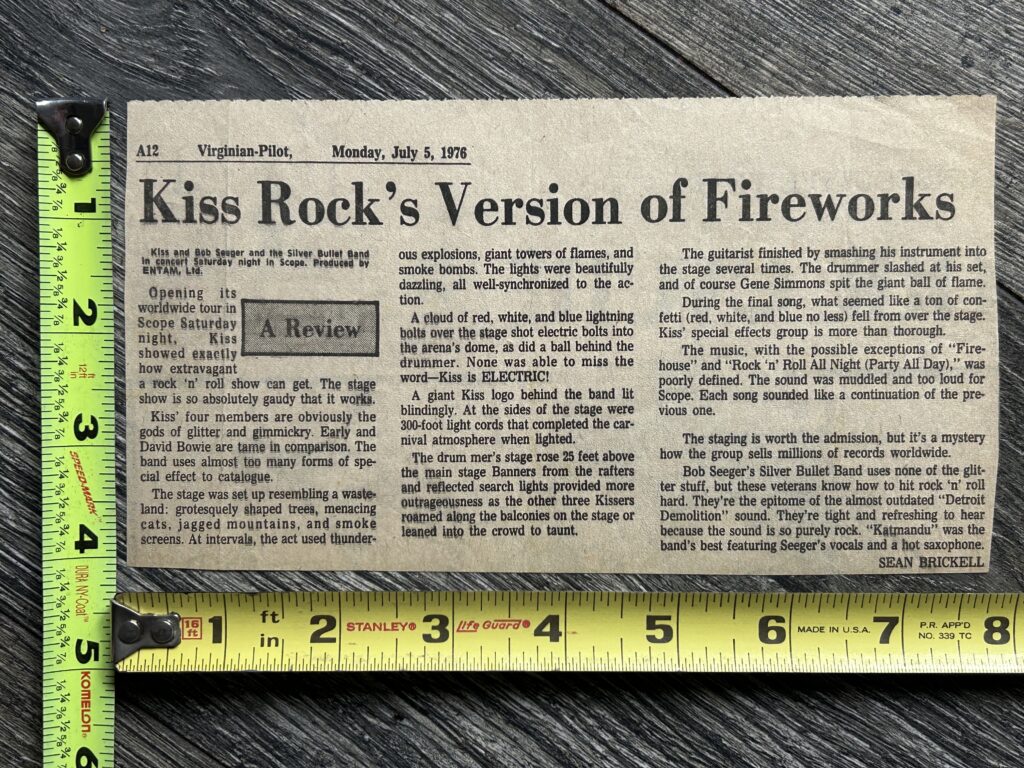 A12 Virginian-Pilot, Monday, July 5, 1976
Kiss Rock's Version of Fireworks
Kiss and Bob Seeger and the Silver Bullet Band
in concert Saturday night in Scope. Produced by
ENTAM, Ltd.
Opening its
worldwide tour in
Scope Saturday
night, Kiss
showed exactly
how extravagant
A Review
a rock 'n' roll show can get. The stage
show is so absolutely gaudy that it works.
Kiss' four members are obviously the
gods of glitter and gimmickry. Early and
David Bowie are tame in comparison. The
band uses almost too many forms of spe-
cial effect to catalogue.
The stage was set up resembling a waste-
land: grotesquely shaped trees, menacing
cats, jagged mountains, and smoke
screens. At intervals, the act used thunder-
ous explosions, giant towers of flames, and
smoke bombs. The lights were beautifully
dazzling, all well-synchronized to the ac-
tion.
A cloud of red, white, and blue lightning
bolts over the stage shot electric bolts into
the arena's dome, as did a ball behind the
drummer. None was able to miss the
word—Kiss is ELECTRIC!
A giant Kiss logo behind the band lit
blindingly. At the sides of the stage were
300-foot light cords that completed the car-
nival atmosphere when lighted.
The drum mer's stage rose 25 feet above
the main stage Banners from the rafters
and reflected search lights provided more
outrageousness as the other three Kissers
roamed along the balconies on the stage or
leaned into the crowd to taunt.
The guitarist finished by smashing his instrument into
the stage several times. The drummer slashed at his set,
and of course Gene Simmons spit the giant ball of flame.
During the final song, what seemed like a ton of con-
fetti (red, white, and blue no less) fell from over the stage.
Kiss' special effects group is more than thorough.
The music, with the possible exceptions of "Fire-
house" and "Rock 'n' Roll All Night (Party All Day)," was
poorly defined. The sound was muddled and too loud for
Scope. Each song sounded like a continuation of the pre-
vious one.
The staging is worth the admission, but it's a mystery
how the group sells millions of records worldwide.
Bob Seeger's Silver Bullet Band uses none of the glit-
ter stuff, but these veterans know how to hit rock 'n' roll
hard. They're the epitome of the almost outdated "Detroit
Demolition" sound. They're tight and refreshing to hear
because the sound is so purely rock. "Katmandu" was the
band's best featuring Seeger's vocals and a hot saxophone.
SEAN BRICKELL
1 2 12ft in 3 SPEED-MARK 4 DURA NY-Coat™ 5 KOMELON® 6
16 ft 1 ft in 2 STANLEY® 3 Life Guard® 4 5 6 MADE IN U.S.A. 7 P.R. APP'D NO. 339 TC 8